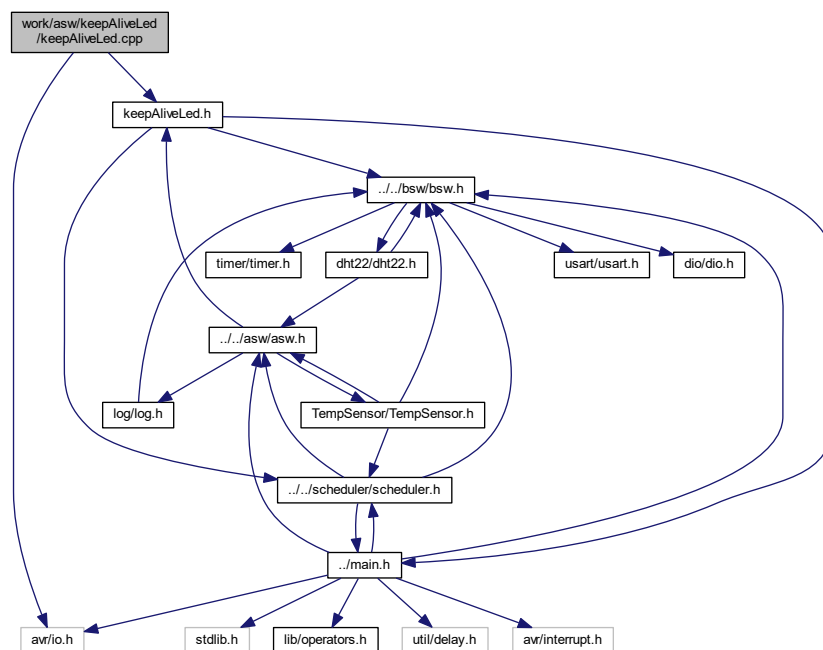 work/asw/keepAliveLed
/keepAliveLed.cpp
keepAliveLed.h
../../bsw/bsw.h
timer/timer.h
dht22/dht22.h
usart/usart.h
dio/dio.h
../../asw/asw.h
log/log.h
TempSensor/TempSensor.h
../../scheduler/scheduler.h
../main.h
avr/io.h
stdlib.h
lib/operators.h
util/delay.h
avr/interrupt.h